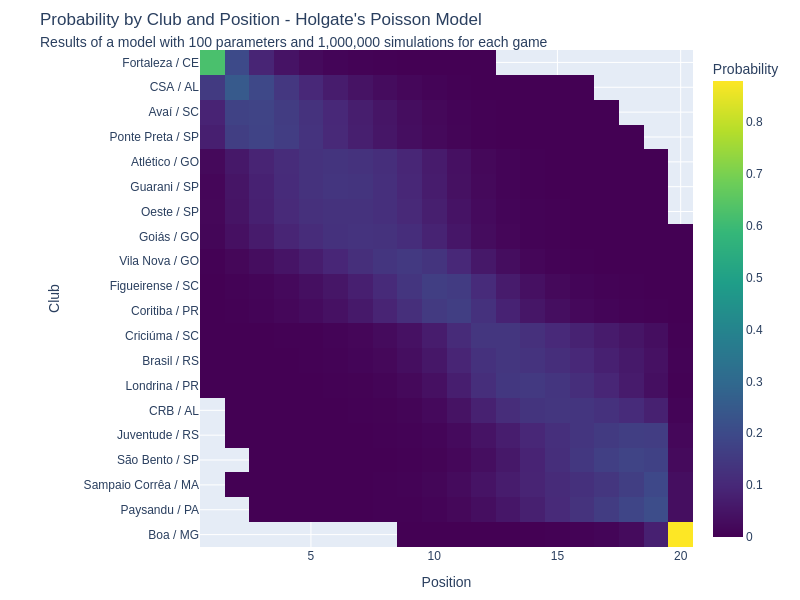 Probability by Club and Position - Holgate's Poisson Model
Results of a model with 100 parameters and 1,000,000 simulations for each game
Probability
Fortaleza / CE
CSA / AL
Avaí / SC
Ponte Preta / SP
Atlético / GO
Guarani / SP
Oeste / SP
Goiás / GO
Vila Nova / GO
Figueirense / SC
Coritiba / PR
Criciúma / SC
Brasil / RS
Londrina / PR
CRB / AL
Juventude / RS
São Bento / SP
Sampaio Corrêa / MA
Paysandu / PA
Boa / MG
Club
5
10
15
20
Position
0.8
0.7
0.6
0.5
0.4
0.3
0.2
0.1
0